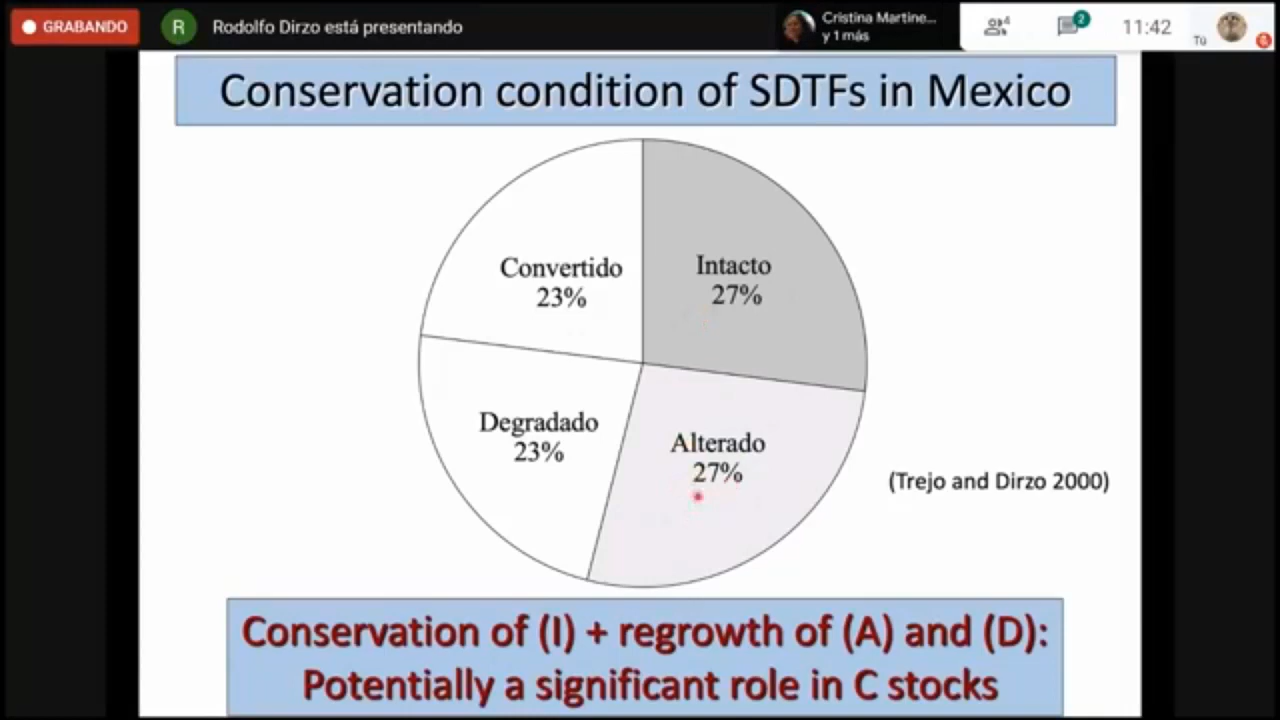 GRABANDO
R
Rodolfo Dirzo está presentando
Cristina Martine...
y 1 más
4
2
11:42
Tú
Conservation condition of SDTFs in Mexico
Convertido
23%
Intacto
27%
Degradado
23%
Alterado
27%
(Trejo and Dirzo 2000)
Conservation of (I) + regrowth of (A) and (D):
Potentially a significant role in C stocks